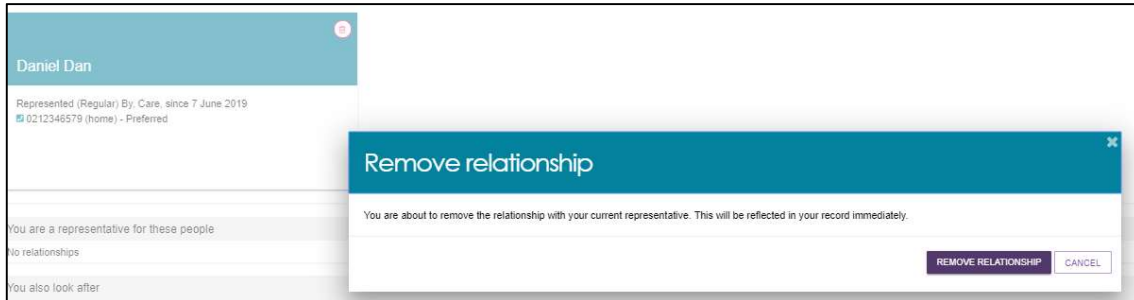 Daniel Dan
Represented (Regular) By, Care, since 7 June 2019
0212346579 (home) - Preferred
Remove relationship
You are about to remove the relationship with your current representative. This will be reflected in your record immediately.
REMOVE RELATIONSHIP CANCEL
You are a representative for these people
No relationships
You also look after